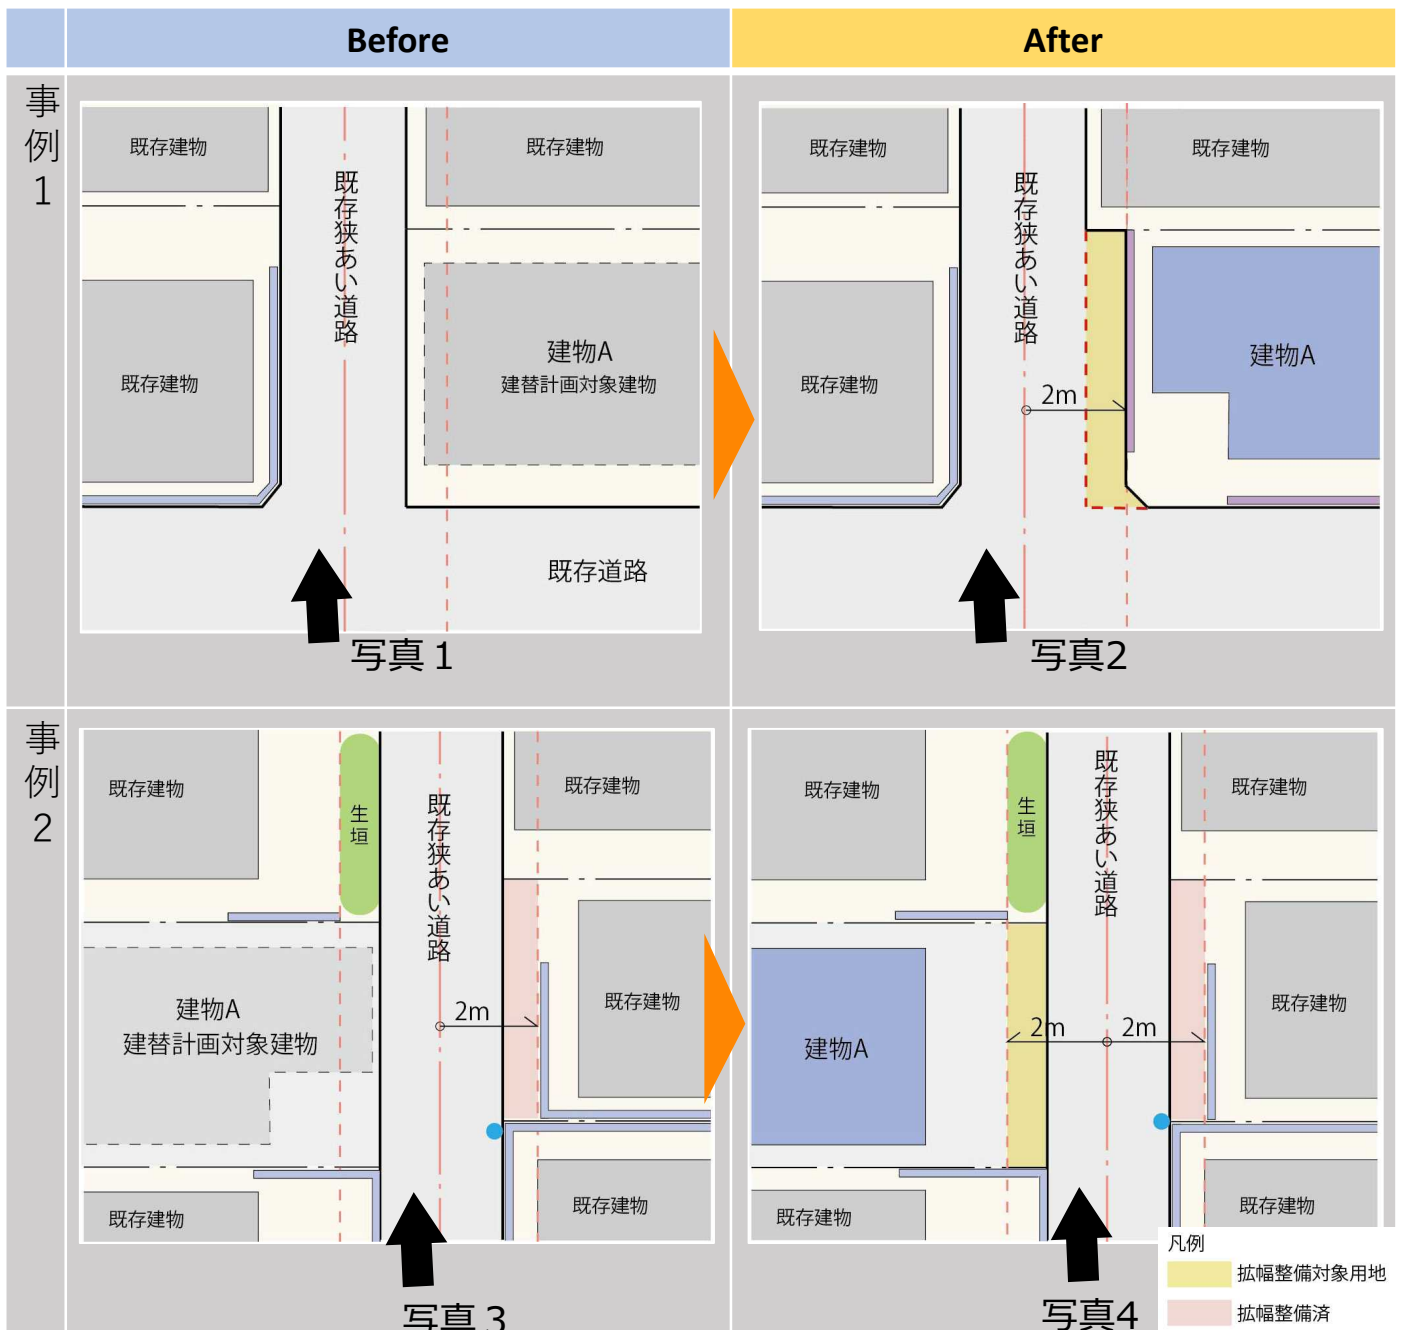 Before
After
事例1
既存建物
既存建物
既存狭あい道路
既存建物
建物A
建替計画対象建物
既存道路
写真1
既存建物
既存建物
既存狭あい道路
既存建物
2m
建物A
写真2
事例2
既存建物
生垣
既存狭あい道路
既存建物
建物A
建替計画対象建物
2m
既存建物
既存建物
既存建物
写真3
既存建物
生垣
既存狭あい道路
既存建物
建物A
2m
2m
既存建物
既存建物
既存建物
写真4
凡例
拡幅整備対象用地
拡幅整備済